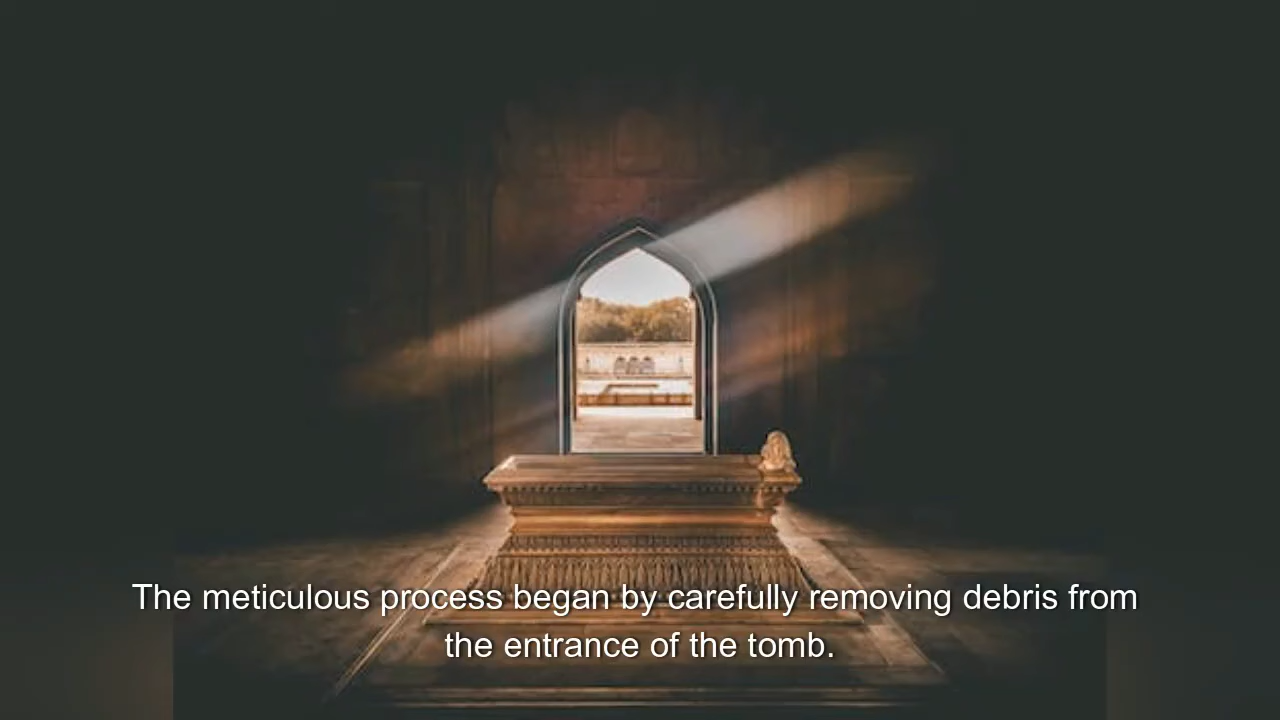 The meticulous process began by carefully removing debris from
the entrance of the tomb.